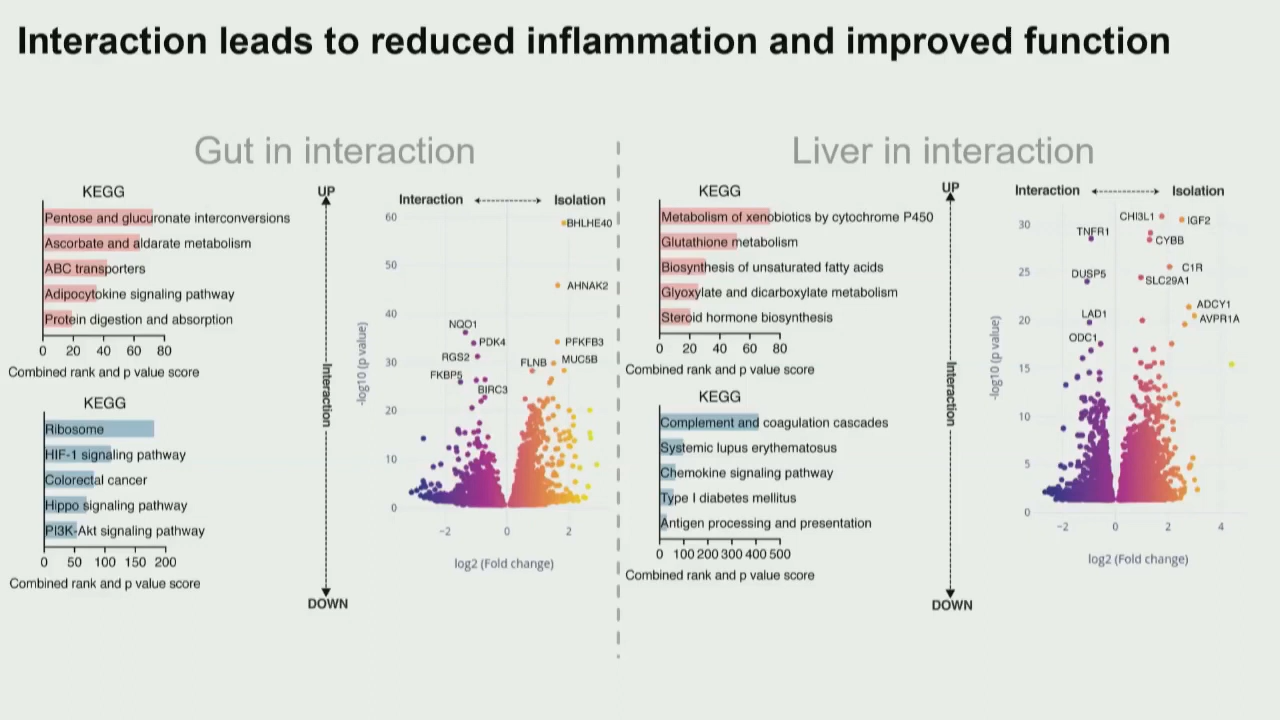 Interaction leads to reduced inflammation and improved function
Gut in interaction
KEGG
Pentose and glucuronate interconversions
Ascorbate and aldarate metabolism
ABC transporters
Adipocytokine signaling pathway
Protein digestion and absorption
0 20 40 60 80
Combined rank and p value score
KEGG
Ribosome
HIF-1 signaling pathway
Colorectal cancer
Hippo signaling pathway
PI3K-Akt signaling pathway
0 50 100 150 200
Combined rank and p value score
UP
Interaction
DOWN
Interaction Isolation
-log10 (p value)
60
50
40
30
20
10
0
BHLHE40
AHNAK2
NQO1
PDK4
PFKFB3
RGS2
FLNB
MUC5B
FKBP5
BIRC3
−2 0 2
log2 (Fold change)
Liver in interaction
KEGG
Metabolism of xenobiotics by cytochrome P450
Glutathione metabolism
Biosynthesis of unsaturated fatty acids
Glyoxylate and dicarboxylate metabolism
Steroid hormone biosynthesis
0 20 40 60 80
Combined rank and p value score
KEGG
Complement and coagulation cascades
Systemic lupus erythematosus
Chemokine signaling pathway
Type I diabetes mellitus
Antigen processing and presentation
0 100 200 300 400 500
Combined rank and p value score
UP
Interaction
DOWN
Interaction Isolation
-log10 (p value)
30
25
20
15
10
5
0
CHI3L1
IGF2
TNFR1
CYBB
C1R
DUSP5
SLC29A1
ADCY1
LAD1
AVPR1A
ODC1
−2 0 2 4
log2 (Fold change)